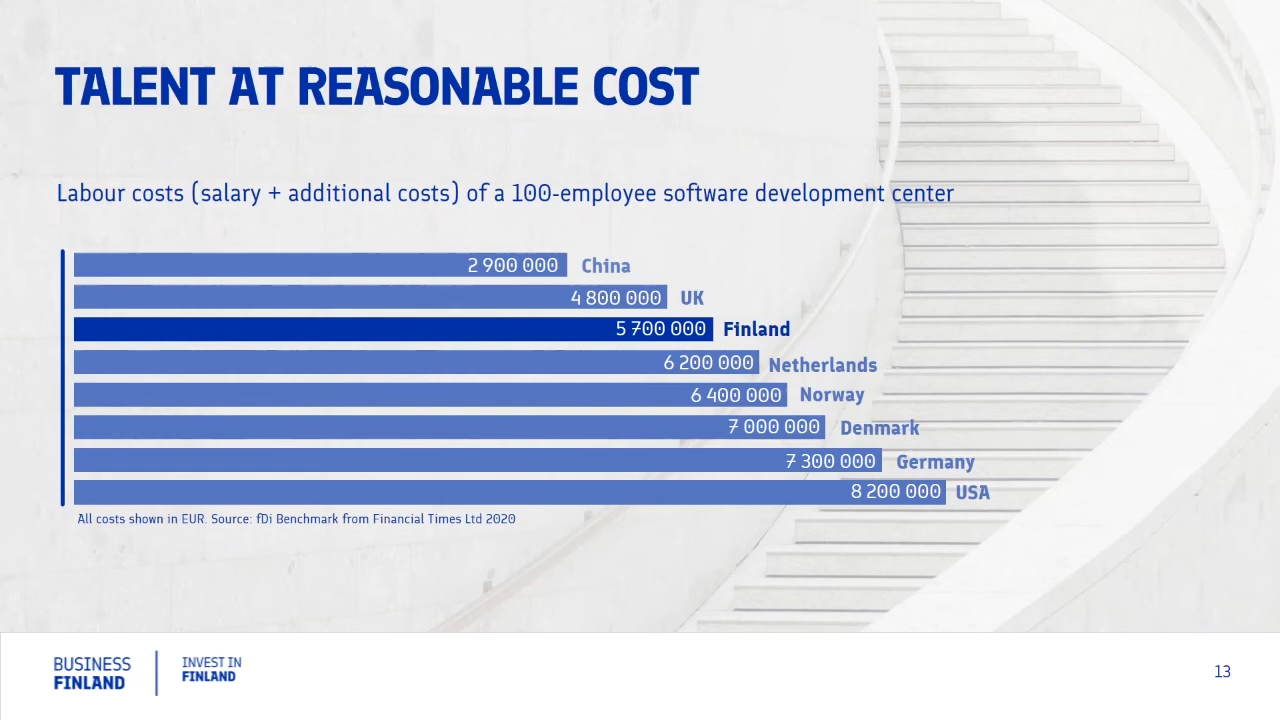 TALENT AT REASONABLE COST
Labour costs (salary + additional costs) of a 100-employee software development center
2 900 000 China
4 800 000 UK
5 700 000 Finland
6 200 000 Netherlands
6 400 000 Norway
7 000 000 Denmark
7 300 000 Germany
8 200 000 USA
All costs shown in EUR. Source: fDi Benchmark from Financial Times Ltd 2020
BUSINESS
FINLAND
INVEST IN
FINLAND
13